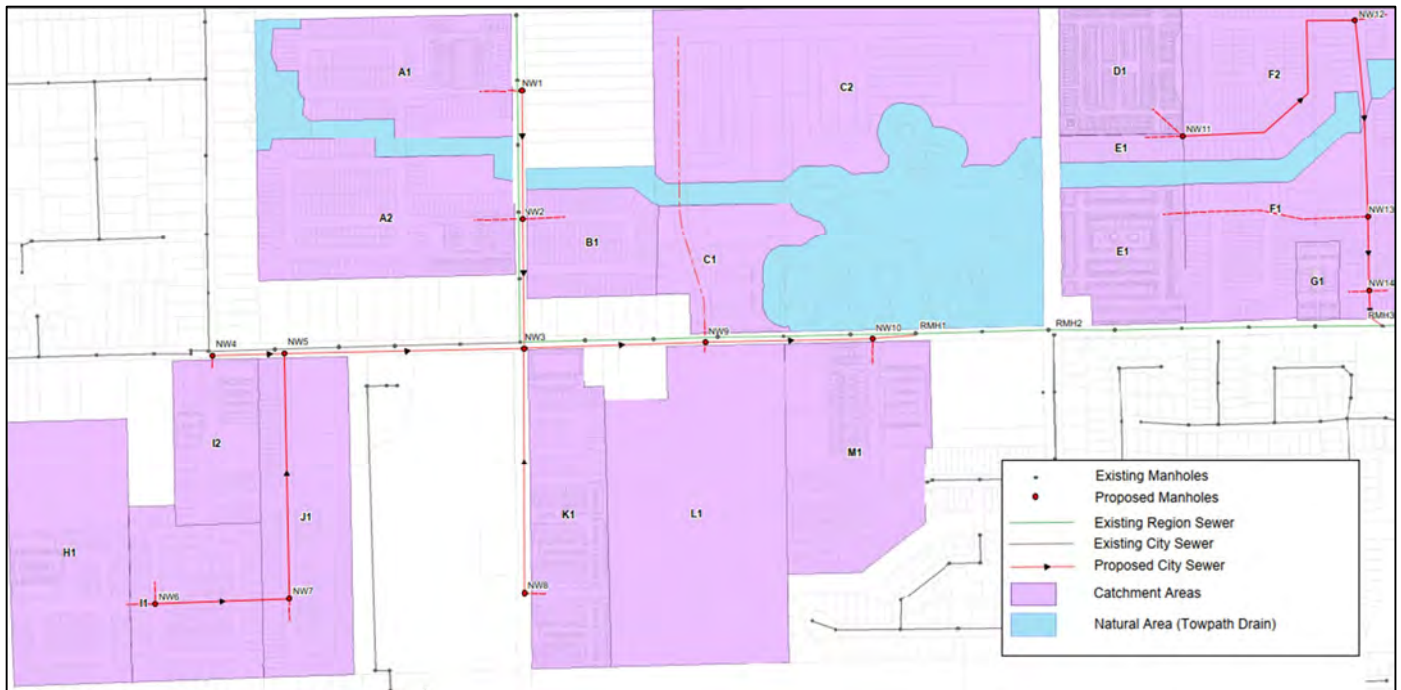 NW12
A1
D1
F2
NW1
C2
NW11
E1
A2
NW2
B1
F1
NW13
C1
E1
G1
NW14
NW4
NW5
NW3
NW9
NW10
RMH1
RMH2
RMH3
I2
M1
H1
J1
K1
L1
I1
NW6
NW7
NW8
Existing Manholes
Proposed Manholes
Existing Region Sewer
Existing City Sewer
Proposed City Sewer
Catchment Areas
Natural Area (Towpath Drain)